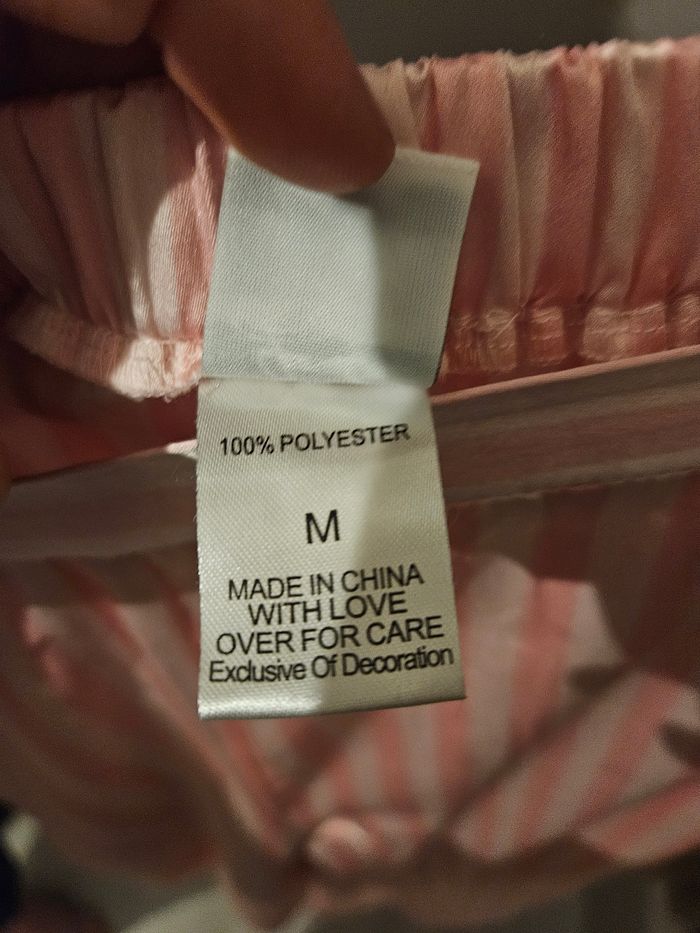 100% POLYESTER
M
MADE IN CHINA
WITH LOVE
OVER FOR CARE
Exclusive Of Decoration